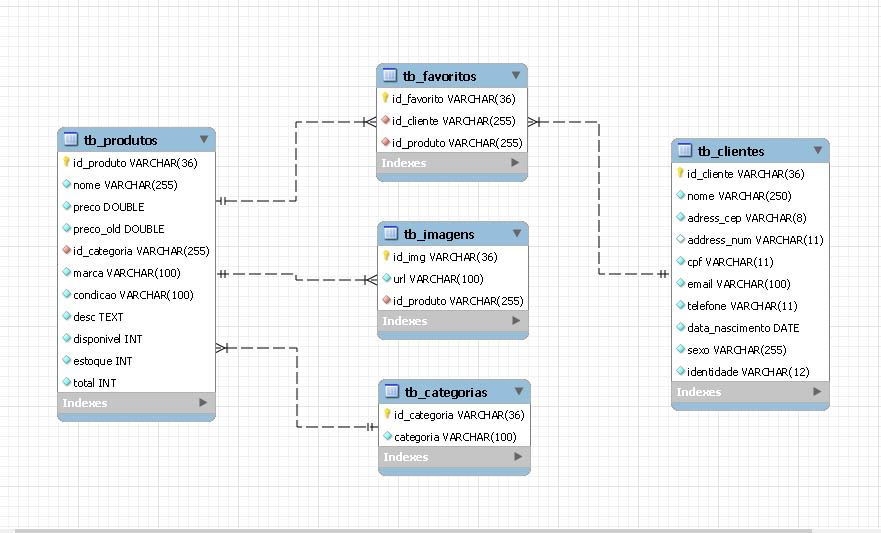 tb_produtos
id_produto VARCHAR(36)
nome VARCHAR(255)
preco DOUBLE
preco_old DOUBLE
id_categoria VARCHAR(255)
marca VARCHAR(100)
condicao VARCHAR(100)
desc TEXT
disponivel INT
estoque INT
total INT
Indexes
tb_favoritos
id_favorito VARCHAR(36)
id_cliente VARCHAR(255)
id_produto VARCHAR(255)
Indexes
tb_imagens
id_img VARCHAR(36)
url VARCHAR(100)
id_produto VARCHAR(255)
Indexes
tb_categorias
id_categoria VARCHAR(36)
categoria VARCHAR(100)
Indexes
tb_clientes
id_cliente VARCHAR(36)
nome VARCHAR(250)
adress_cep VARCHAR(8)
address_num VARCHAR(11)
cpf VARCHAR(11)
email VARCHAR(100)
telefone VARCHAR(11)
data_nascimento DATE
sexo VARCHAR(255)
identidade VARCHAR(12)
Indexes